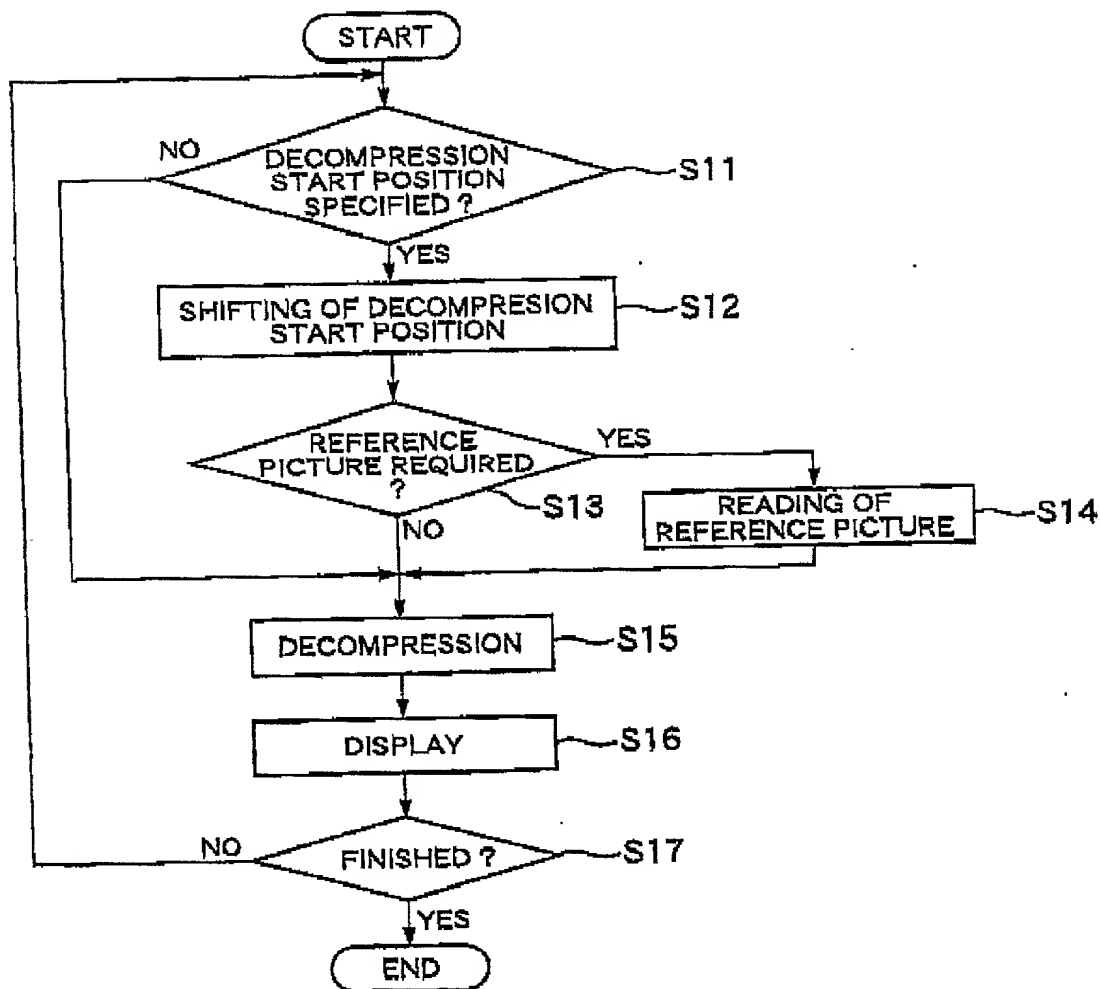 START
NO
DECOMPRESSION
START POSITION
SPECIFIED ?
S11
YES
SHIFTING OF DECOMPRESION
START POSITION
S12
REFERENCE
PICTURE REQUIRED
?
YES
S13
NO
READING OF
REFERENCE PICTURE
S14
DECOMPRESSION
S15
DISPLAY
S16
NO
FINISHED ?
S17
YES
END